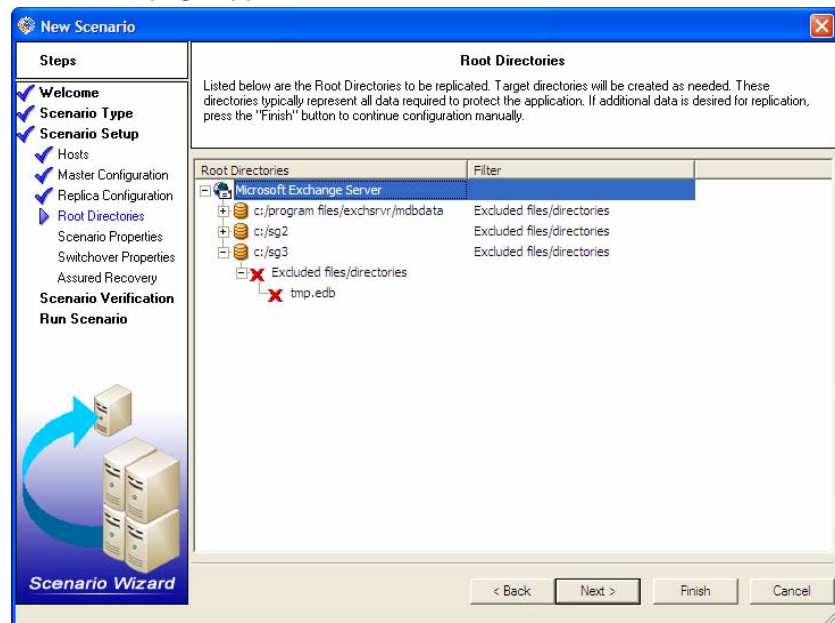 New Scenario
Steps
Welcome
Scenario Type
Scenario Setup
Hosts
Master Configuration
Replica Configuration
Root Directories
Scenario Properties
Switchover Properties
Assured Recovery
Scenario Verification
Run Scenario
Scenario Wizard
Root Directories
Listed below are the Root Directories to be replicated. Target directories will be created as needed. These
directories typically represent all data required to protect the application. If additional data is desired for replication,
press the "Finish" button to continue configuration manually.
Root Directories Filter
Microsoft Exchange Server
c:/program files/exchsrvr/mdbdata Excluded files/directories
c:/sg2 Excluded files/directories
c:/sg3 Excluded files/directories
Excluded files/directories
tmp.edb
< Back Next > Finish Cancel